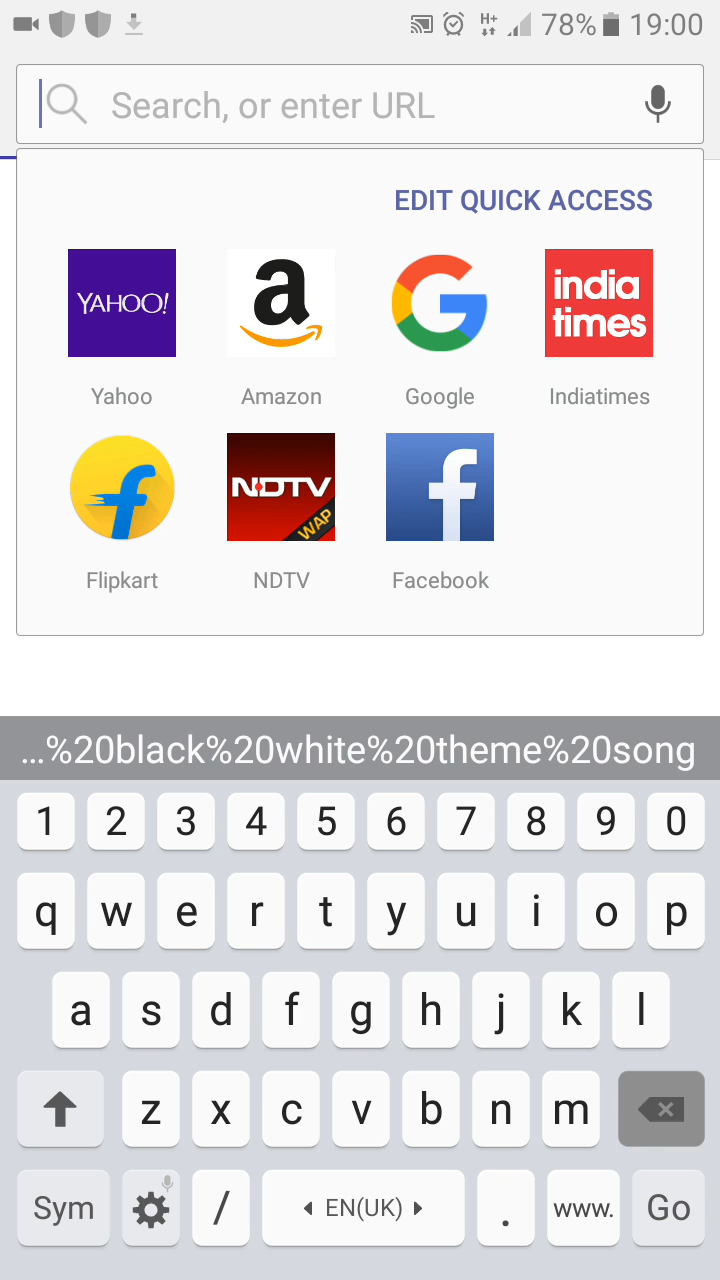 H+ 78% 19:00
Search, or enter URL
EDIT QUICK ACCESS
YAHOO! a G india times
Yahoo Amazon Google Indiatimes
f NDTV WAP f
Flipkart NDTV Facebook
...%20black%20white%20theme%20song
1 2 3 4 5 6 7 8 9 0
q w e r t y u i o p
a s d f g h j k l
z x c v b n m
Sym / EN(UK) . www. Go